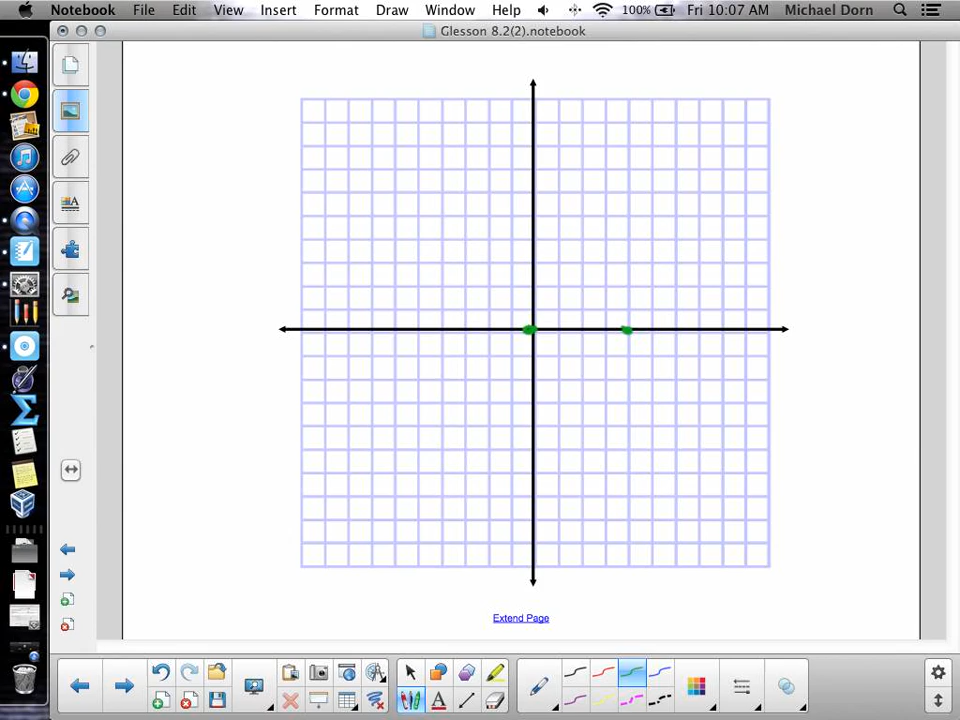 Notebook File Edit View Insert Format Draw Window Help 100% Fri 10:07 AM Michael Dorn
Glesson 8.2(2).notebook
Extend Page